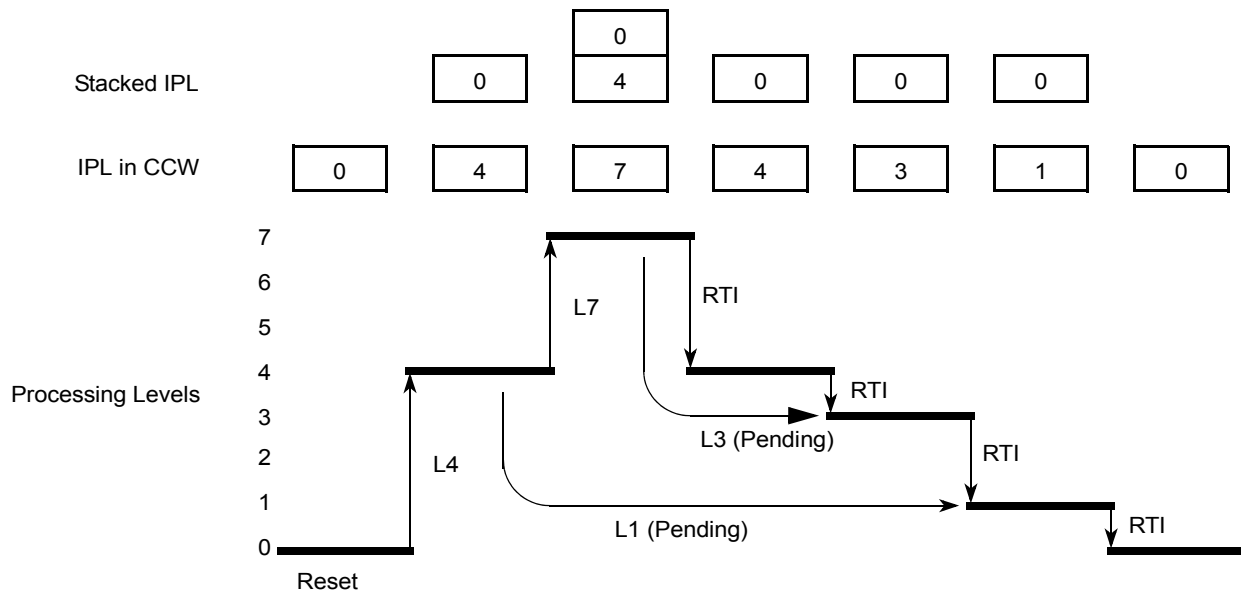 0
Stacked IPL 0 4 0 0 0
IPL in CCW 0 4 7 4 3 1 0
7
6
RTI
L7
5
Processing Levels 4
RTI
3
L3 (Pending)
2
L4
RTI
1
L1 (Pending)
RTI
0
Reset